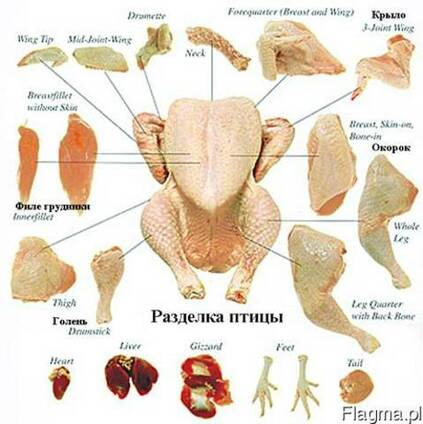 Drumette
Forequarter (Breast and Wing)
Крыло
3-Joint Wing
Wing Tip
Mid-Joint-Wing
Neck
Breastfillet
without Skin
Breast, Skin-on,
Bone-in
Окорок
Филе грудинки
Innerfillet
Whole
Leg
Thigh
Голень
Drumstick
Разделка птицы
Leg Quarter
with Back Bone
Heart
Liver
Gizzard
Feet
Tail
Flagma.pl